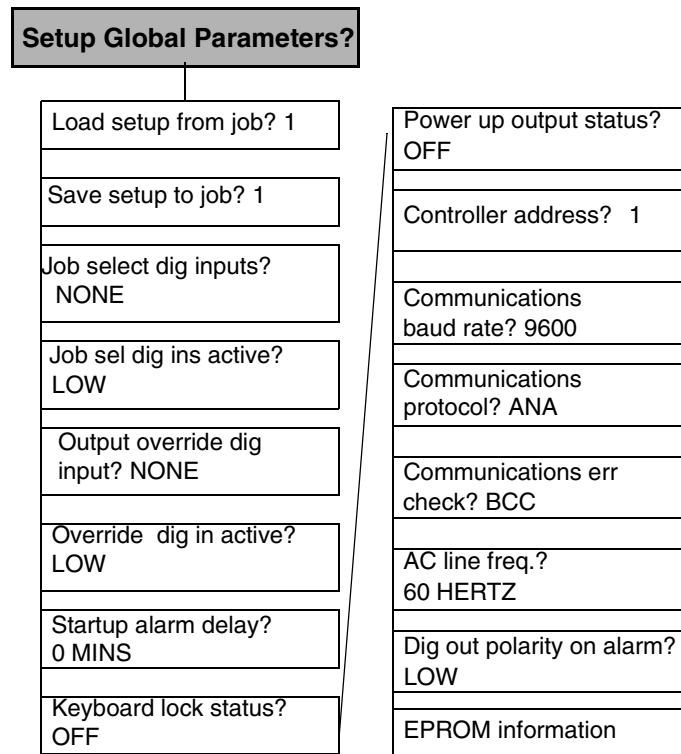 Setup Global Parameters?
Load setup from job? 1
Save setup to job? 1
Job select dig inputs?
NONE
Job sel dig ins active?
LOW
Output override dig
input? NONE
Override dig in active?
LOW
Startup alarm delay?
0 MINS
Keyboard lock status?
OFF
Power up output status?
OFF
Controller address? 1
Communications
baud rate? 9600
Communications
protocol? ANA
Communications err
check? BCC
AC line freq.?
60 HERTZ
Dig out polarity on alarm?
LOW
EPROM information